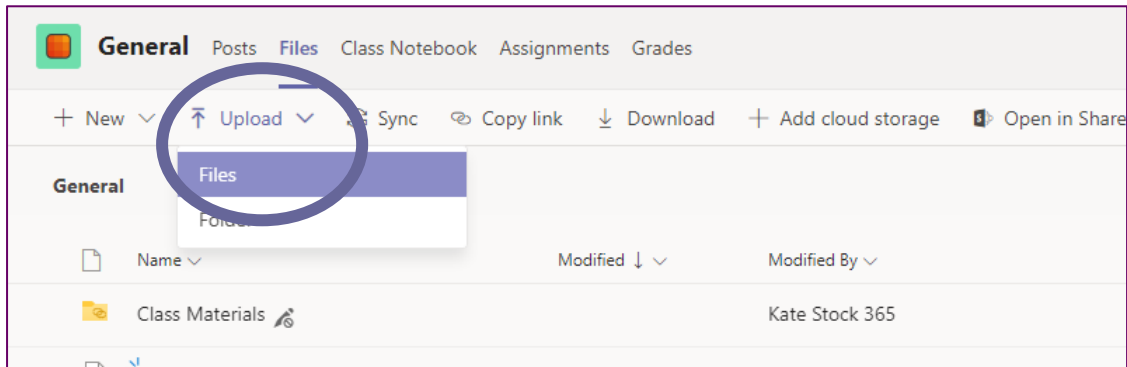 General Posts Files Class Notebook Assignments Grades
New Upload Sync Copy link Download Add cloud storage Open in Share
Files
General
Folder
Name Modified Modified By
Class Materials Kate Stock 365